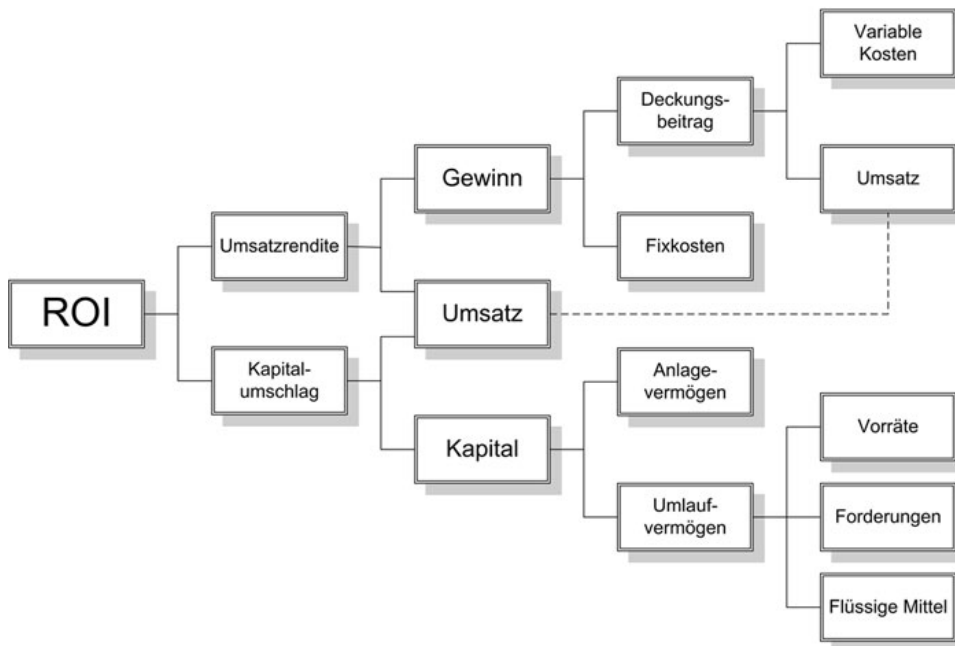 Variable
Kosten
Deckungs-
beitrag
Gewinn
Umsatz
Umsatzrendite
Fixkosten
ROI
Umsatz
Kapital-
umschlag
Anlage-
vermögen
Kapital
Vorräte
Umlauf-
vermögen
Forderungen
Flüssige Mittel